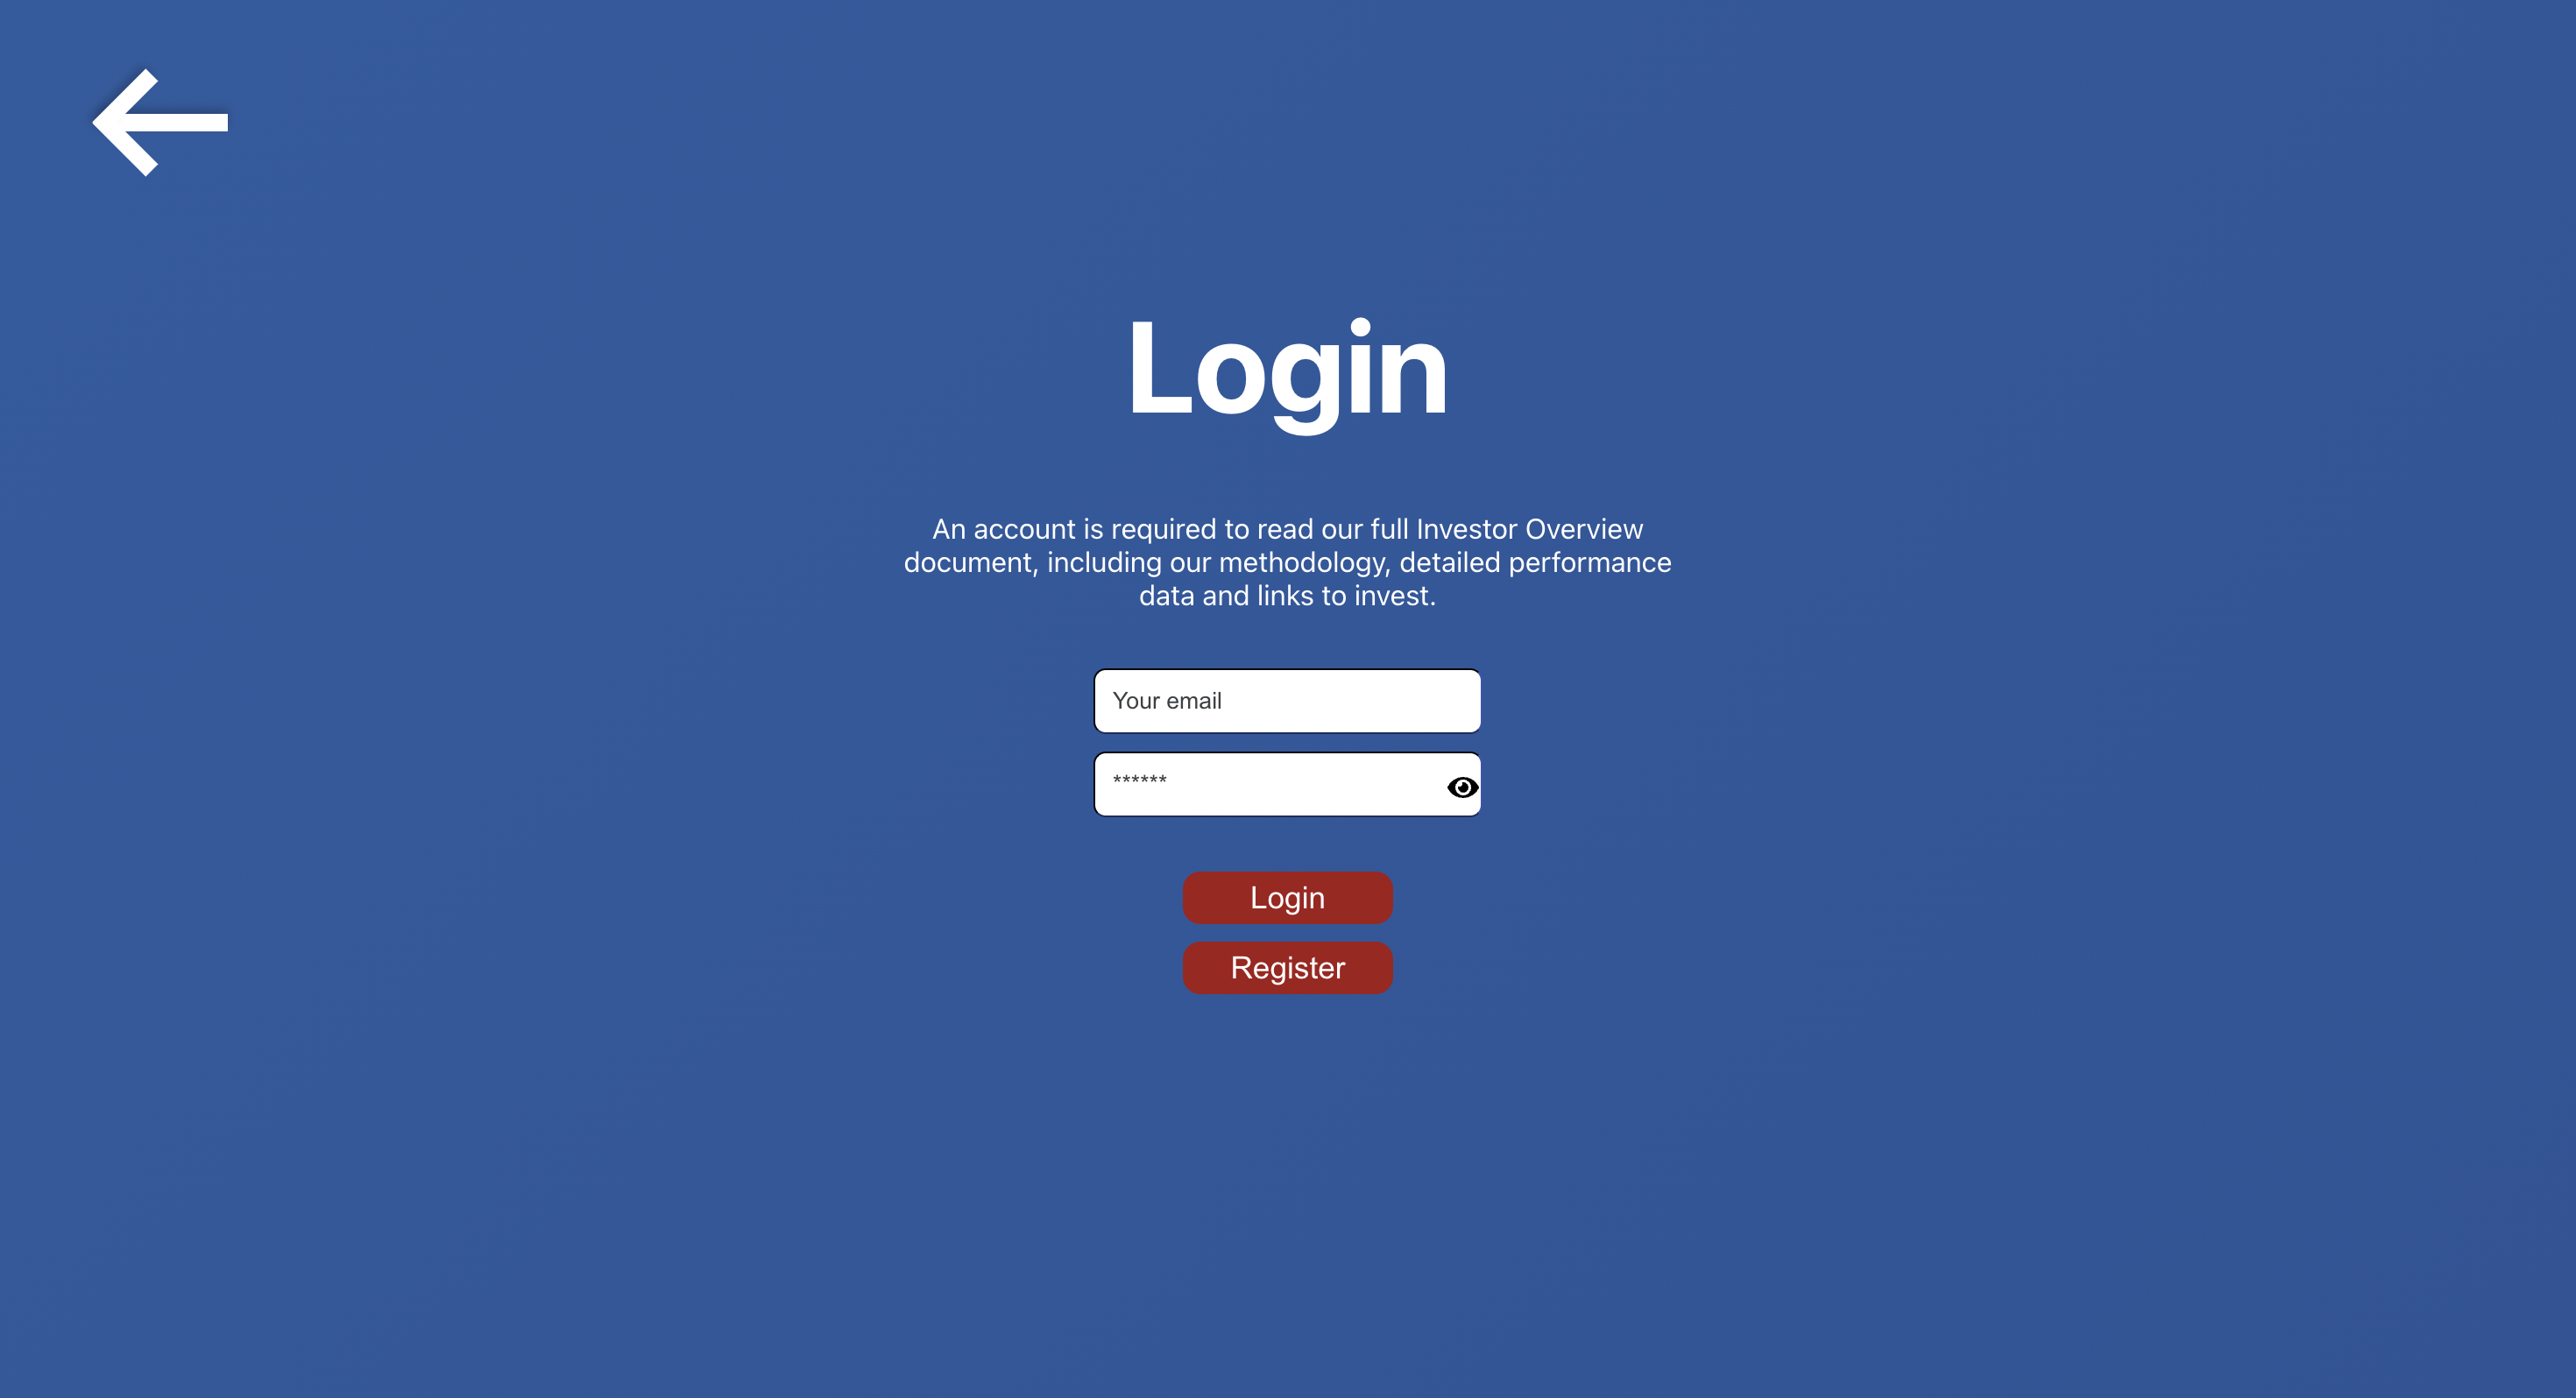 Login
An account is required to read our full Investor Overview
document, including our methodology, detailed performance
data and links to invest.
Your email
******
Login
Register